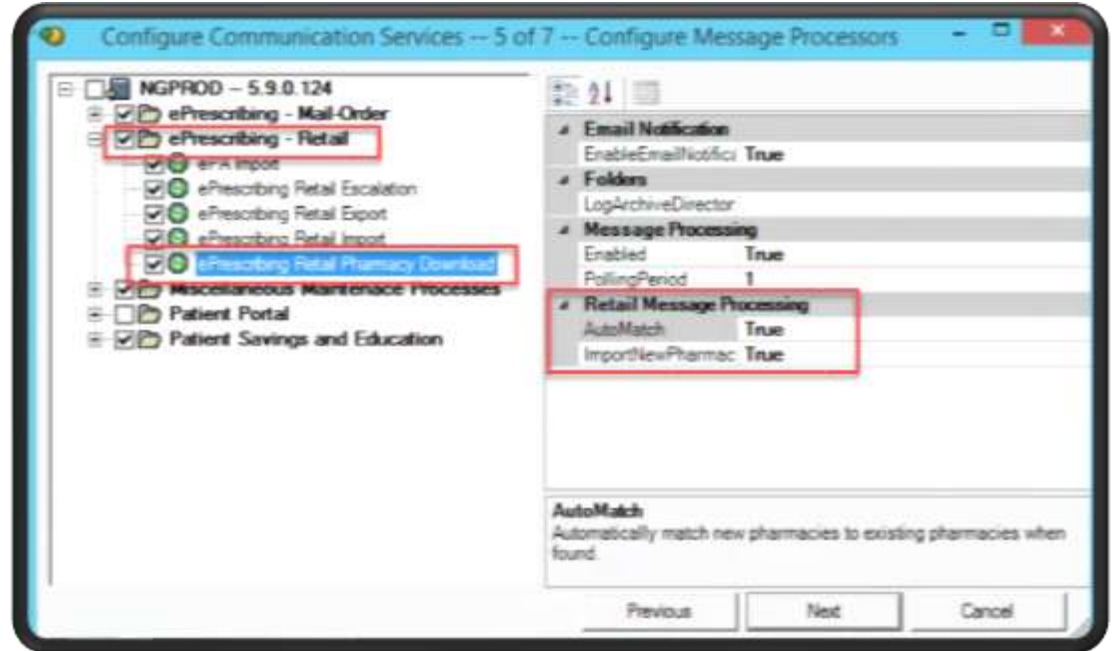 Configure Communication Services -- 5 of 7 -- Configure Message Processors
NGPROD -- 5.9.0.124
ePrescribing - Mail-Order
ePrescribing - Retail
ePA Import
ePrescribing Retail Escalation
ePrescribing Retail Export
ePrescribing Retail Import
ePrescribing Retail Pharmacy Download
Miscellaneous Maintenace Processes
Patient Portal
Patient Savings and Education
Email Notification
EnableEmailNotifica True
Folders
LogArchiveDirector
Message Processing
Enabled True
PollingPeriod 1
Retail Message Processing
AutoMatch True
ImportNewPharmac True
AutoMatch
Automatically match new pharmacies to existing pharmacies when
found.
Previous Next Cancel